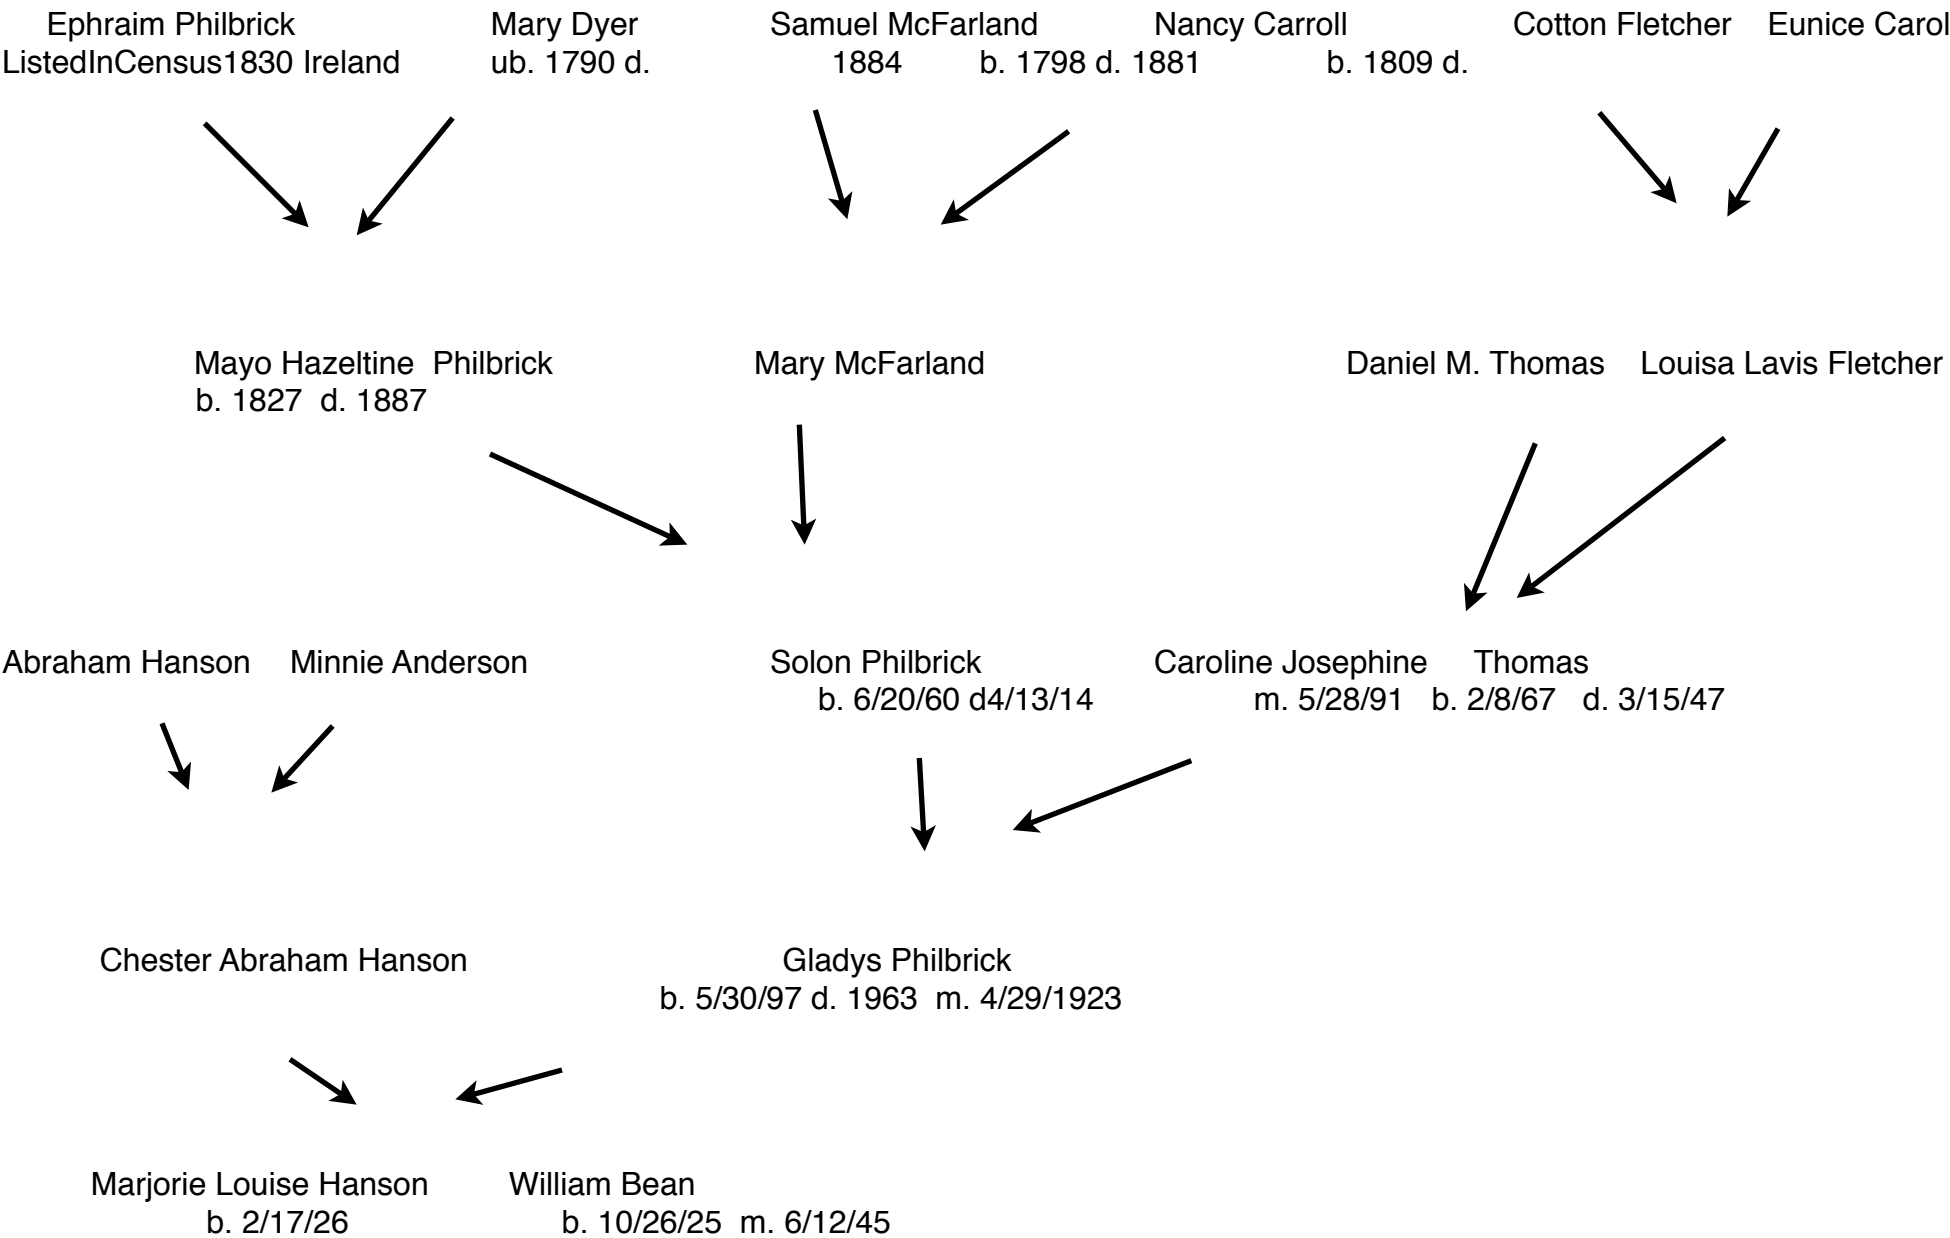 Ephraim Philbrick Mary Dyer Samuel McFarland Nancy Carroll Cotton Fletcher Eunice Carol
ListedInCensus1830 Ireland ub. 1790 d. 1884 b. 1798 d. 1881 b. 1809 d.
Mayo Hazeltine Philbrick Mary McFarland Daniel M. Thomas Louisa Lavis Fletcher
b. 1827 d. 1887
Abraham Hanson Minnie Anderson Solon Philbrick Caroline Josephine Thomas
b. 6/20/60 d4/13/14 m. 5/28/91 b. 2/8/67 d. 3/15/47
Chester Abraham Hanson Gladys Philbrick
b. 5/30/97 d. 1963 m. 4/29/1923
Marjorie Louise Hanson William Bean
b. 2/17/26 b. 10/26/25 m. 6/12/45